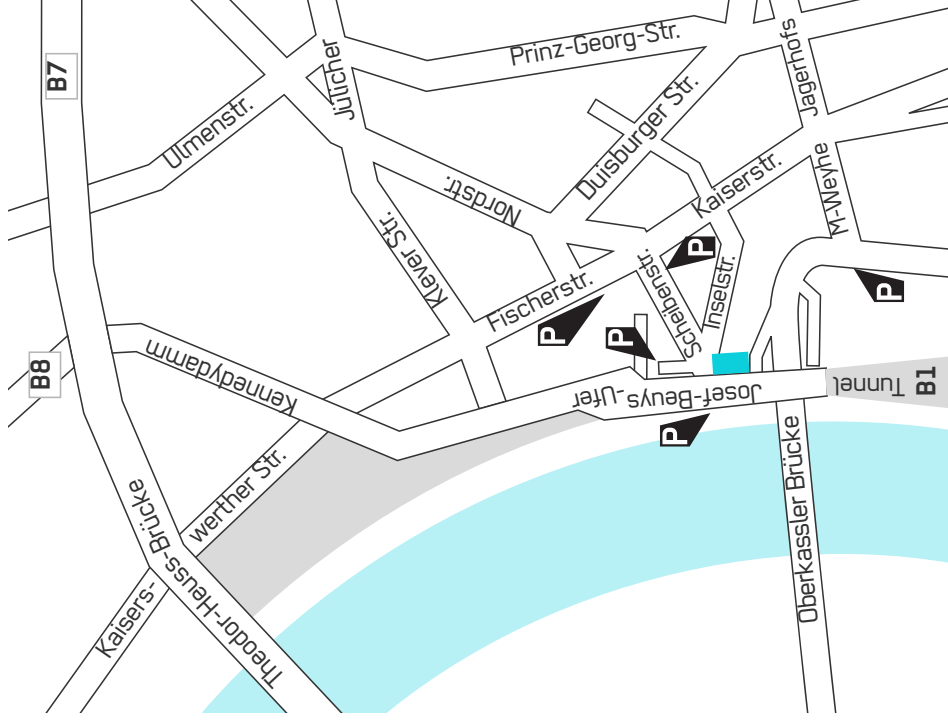 B7
Ulmenstr.
Jülicher
Prinz-Georg-Str.
Jagerhofs
M-Weyhe
Duisburger Str.
Kaiserstr.
Nordstr.
Klever Str.
Fischerstr.
Scheibenstr.
Inselstr.
P
P
P
P
P
B8
Kennedydamm
Josef-Beuys-Ufer
Tunnel
B1
Kaisers-
werther Str.
Theodor-Heuss-Brücke
Oberkassler Brücke